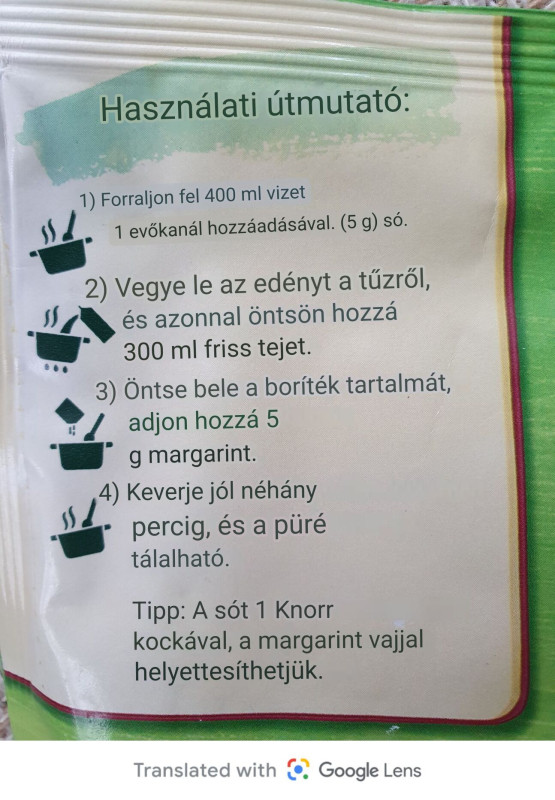 Használati útmutató:
1) Forraljon fel 400 ml vizet
1 evőkanál hozzáadásával. (5 g) só.
2) Vegye le az edényt a tűzről,
és azonnal öntsön hozzá
300 ml friss tejet.
3) Öntse bele a boríték tartalmát,
adjon hozzá 5
g margarint.
4) Keverje jól néhány
percig, és a püré
tálalható.
Tipp: A sót 1 Knorr
kockával, a margarint vajjal
helyettesíthetjük.
Translated with Google Lens